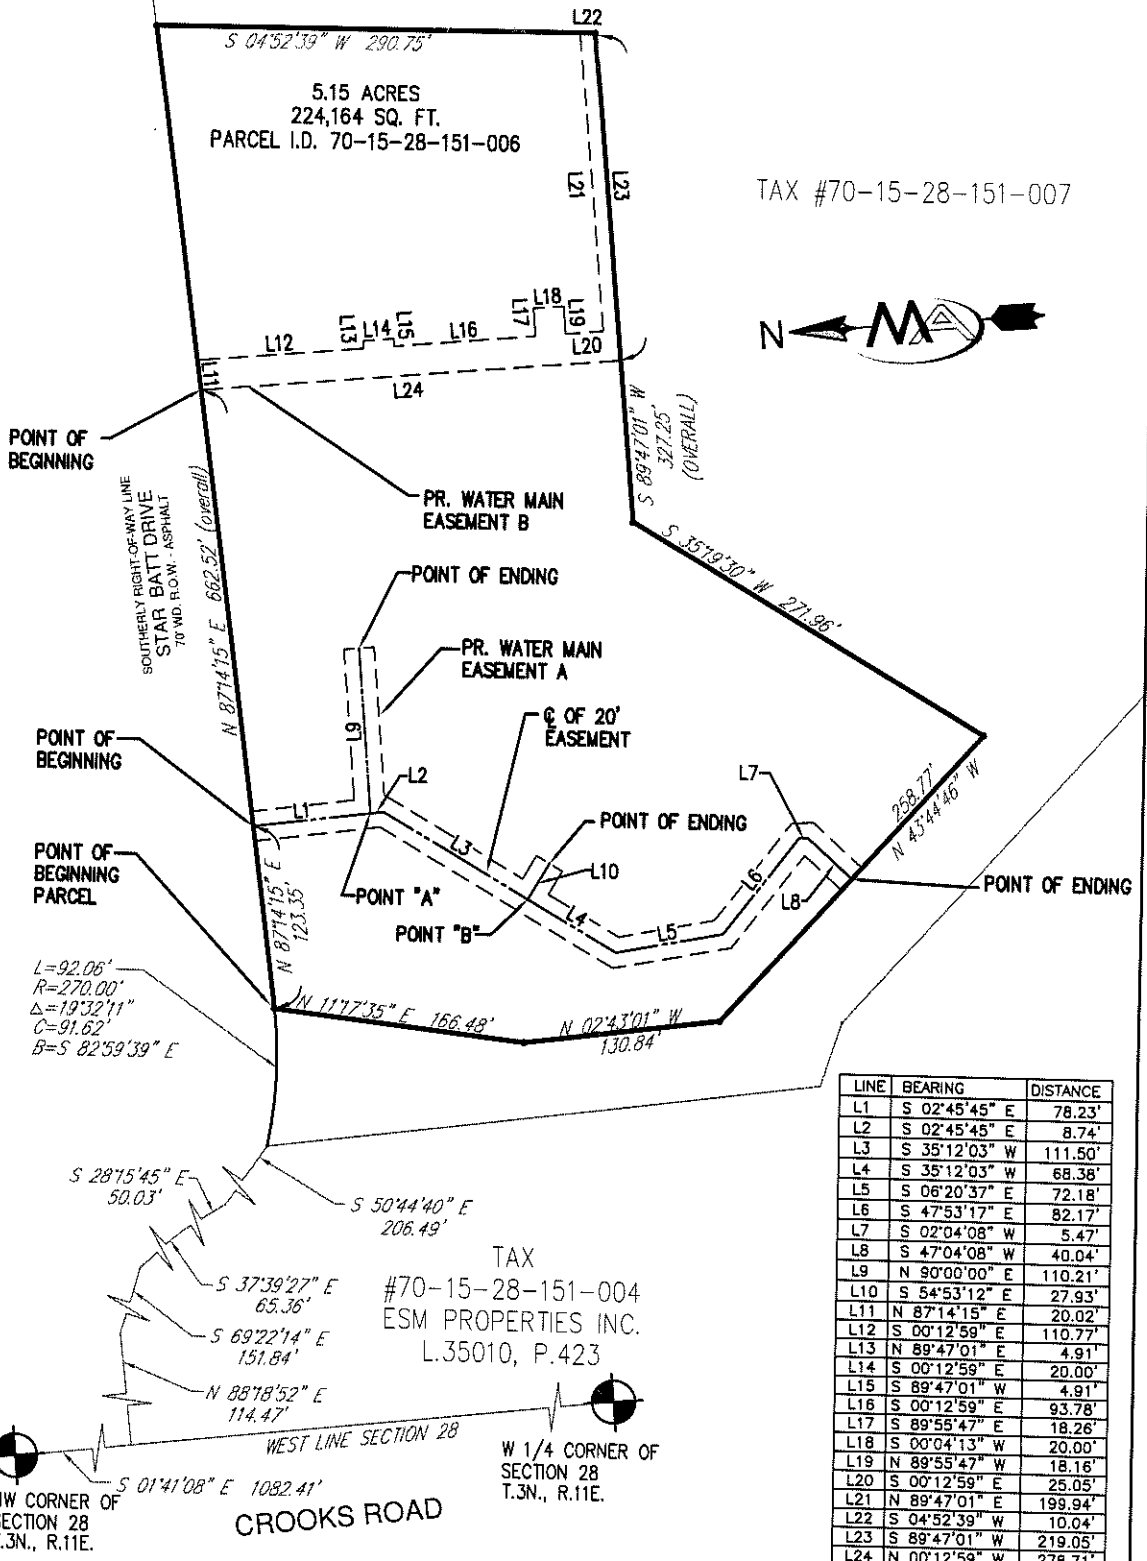 L22
S 04°52'39" W 290.75'
5.15 ACRES
224,164 SQ. FT.
PARCEL I.D. 70-15-28-151-006
L21
L23
TAX #70-15-28-151-007
N
MA
L18
L17
L19
L12
L13
L14
L15
L16
L20
L11
L24
POINT OF
BEGINNING
S 89°47'01" W
327.25'
(OVERALL)
SOUTHERLY RIGHT-OF-WAY LINE
STAR BATT DRIVE
70' WD. R.O.W. - ASPHALT
N 87°14'15" E 662.52' (overall)
PR. WATER MAIN
EASEMENT B
S 35°19'30" W 271.96'
POINT OF ENDING
PR. WATER MAIN
EASEMENT A
L9
℄ OF 20'
EASEMENT
POINT OF
BEGINNING
L1
L2
L3
L7
258.77'
N 43°44'46" W
POINT OF ENDING
L10
L6
L8
POINT OF ENDING
POINT OF
BEGINNING
PARCEL
N 87°14'15" E
123.35'
POINT "A"
POINT "B"
L4
L5
L=92.06'
R=270.00'
Δ=19°32'11"
C=91.62'
B=S 82°59'39" E
N 11°17'35" E 166.48'
N 02°43'01" W
130.84'
S 28°15'45" E
50.03'
S 50°44'40" E
206.49'
S 37°39'27" E
65.36'
S 69°22'14" E
151.84'
N 88°18'52" E
114.47'
TAX
#70-15-28-151-004
ESM PROPERTIES INC.
L.35010, P.423
WEST LINE SECTION 28
S 01°41'08" E 1082.41'
W 1/4 CORNER OF
SECTION 28
T.3N., R.11E.
NW CORNER OF
SECTION 28
T.3N., R.11E.
CROOKS ROAD
LINE BEARING DISTANCE
L1 S 02°45'45" E 78.23'
L2 S 02°45'45" E 8.74'
L3 S 35°12'03" W 111.50'
L4 S 35°12'03" W 68.38'
L5 S 06°20'37" E 72.18'
L6 S 47°53'17" E 82.17'
L7 S 02°04'08" W 5.47'
L8 S 47°04'08" W 40.04'
L9 N 90°00'00" E 110.21'
L10 S 54°53'12" E 27.93'
L11 N 87°14'15" E 20.02'
L12 S 00°12'59" E 110.77'
L13 N 89°47'01" E 4.91'
L14 S 00°12'59" E 20.00'
L15 S 89°47'01" W 4.91'
L16 S 00°12'59" E 93.78'
L17 S 89°55'47" E 18.26'
L18 S 00°04'13" W 20.00'
L19 N 89°55'47" W 18.16'
L20 S 00°12'59" E 25.05'
L21 N 89°47'01" E 199.94'
L22 S 04°52'39" W 10.04'
L23 S 89°47'01" W 219.05'
L24 N 00°12'59" W 278.71'